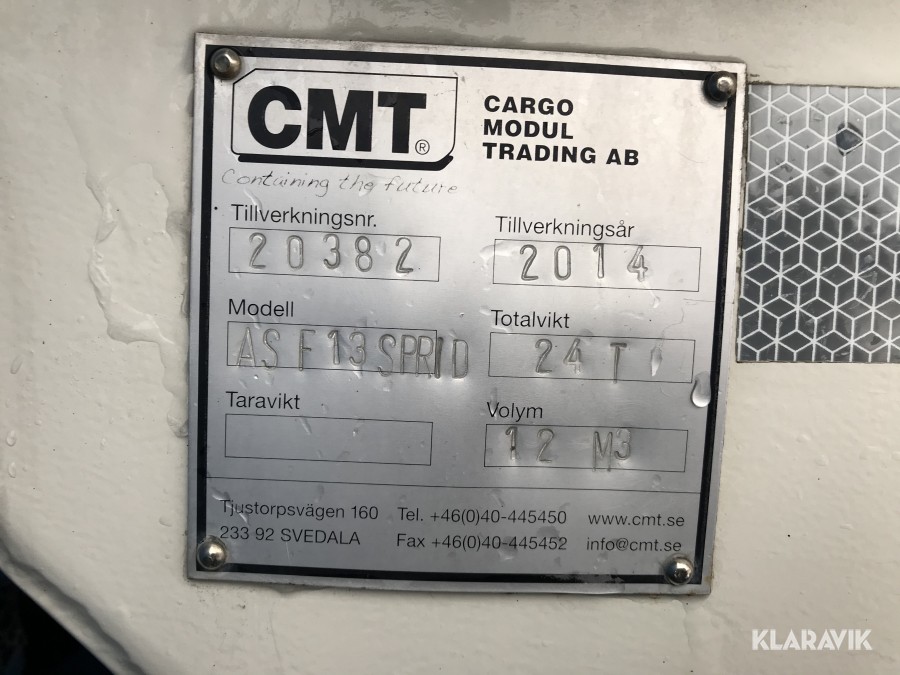 CMT®
CARGO
MODUL
TRADING AB
Containing the future
Tillverkningsnr.
20382
Tillverkningsår
2014
Modell
AS F 13 SPR/D
Totalvikt
24 T
Taravikt
Volym
12 M3
Tjustorpsvägen 160 Tel. +46(0)40-445450 www.cmt.se
233 92 SVEDALA Fax +46(0)40-445452 info@cmt.se
KLARAVIK